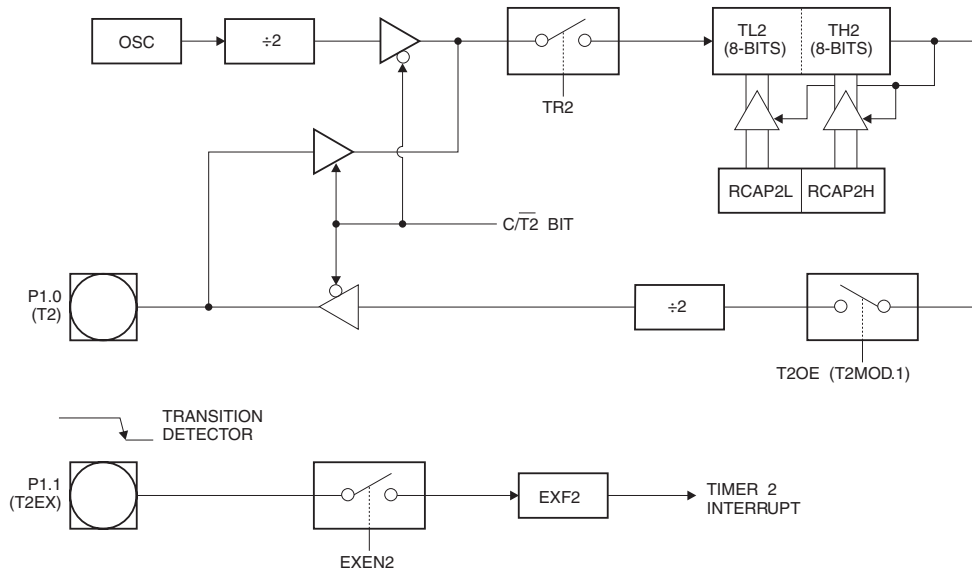 OSC
÷2
TR2
TL2
(8-BITS)
TH2
(8-BITS)
RCAP2L
RCAP2H
C/T̅2̅ BIT
P1.0
(T2)
÷2
T2OE (T2MOD.1)
TRANSITION
DETECTOR
P1.1
(T2EX)
EXEN2
EXF2
TIMER 2
INTERRUPT